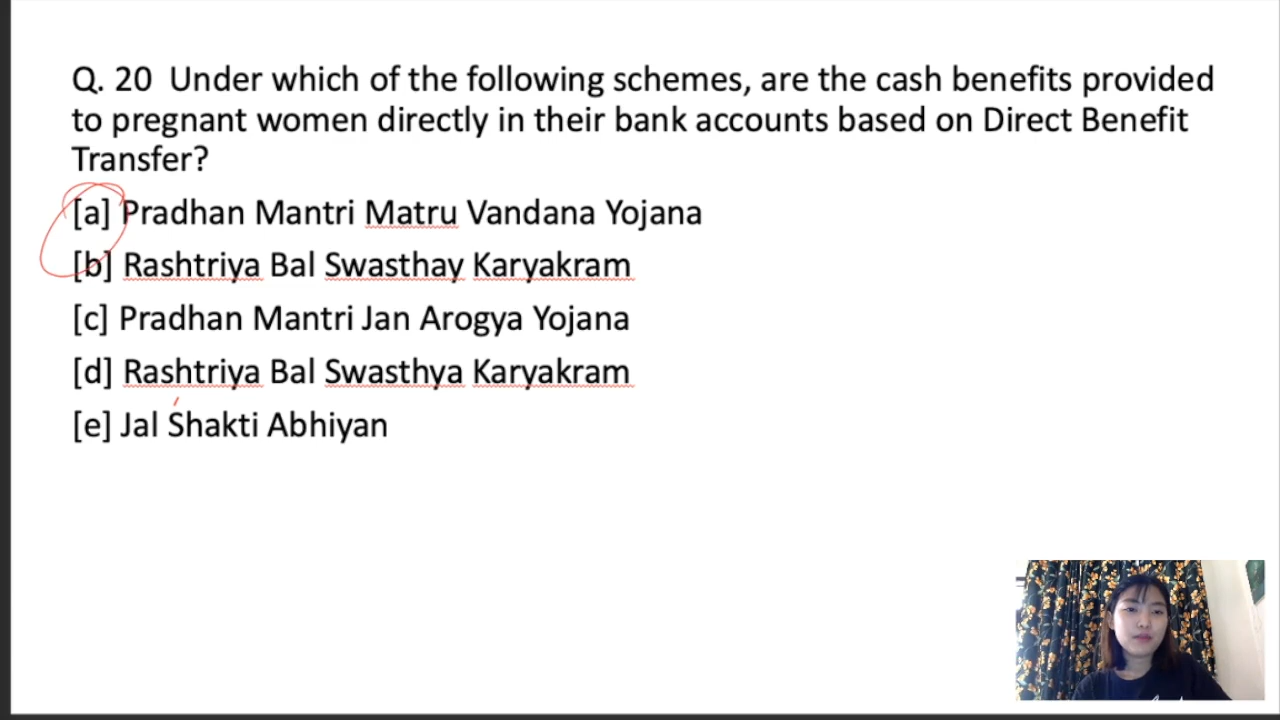 Q. 20 Under which of the following schemes, are the cash benefits provided
to pregnant women directly in their bank accounts based on Direct Benefit
Transfer?
[a] Pradhan Mantri Matru Vandana Yojana
[b] Rashtriya Bal Swasthay Karyakram
[c] Pradhan Mantri Jan Arogya Yojana
[d] Rashtriya Bal Swasthya Karyakram
[e] Jal Shakti Abhiyan